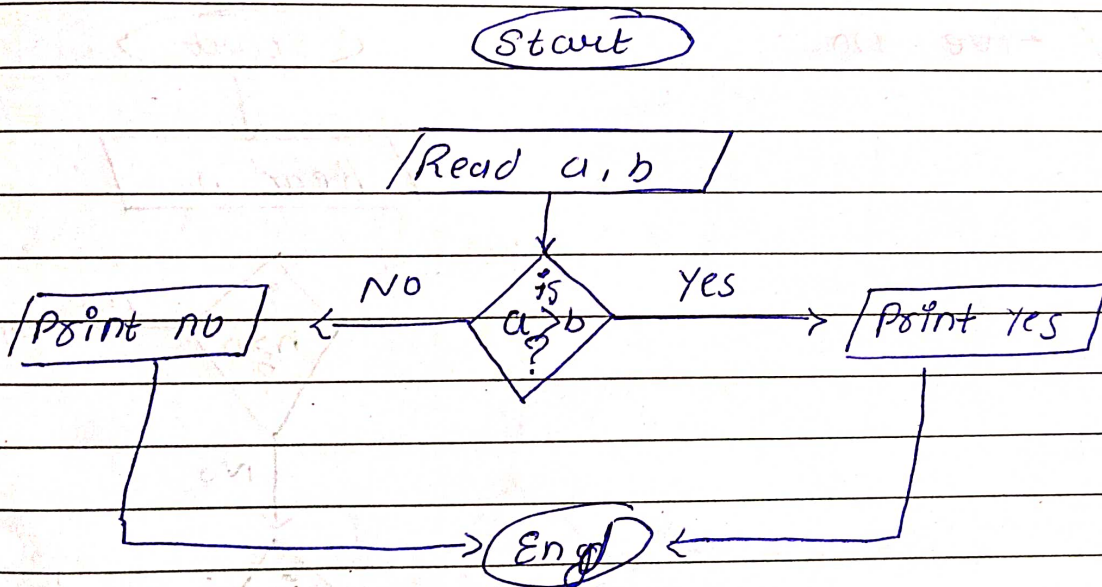 Start
Read a, b
is
NO
Yes
Print no
a>b
Print Yes
?
End